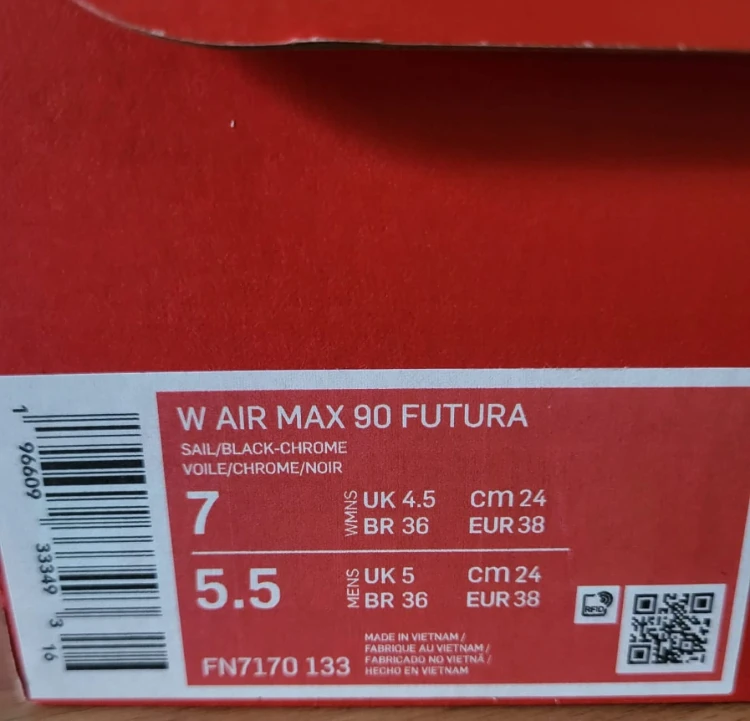 W AIR MAX 90 FUTURA
SAIL/BLACK-CHROME
VOILE/CHROME/NOIR
7 WMNS UK 4.5 cm 24
BR 36 EUR 38
5.5 MENS UK 5 cm 24
BR 36 EUR 38
RFID
FN7170 133
MADE IN VIETNAM /
FABRIQUE AU VIETNAM /
FABRICADO NO VIETNÃ /
HECHO EN VIETNAM
1 96609 33349 3 16